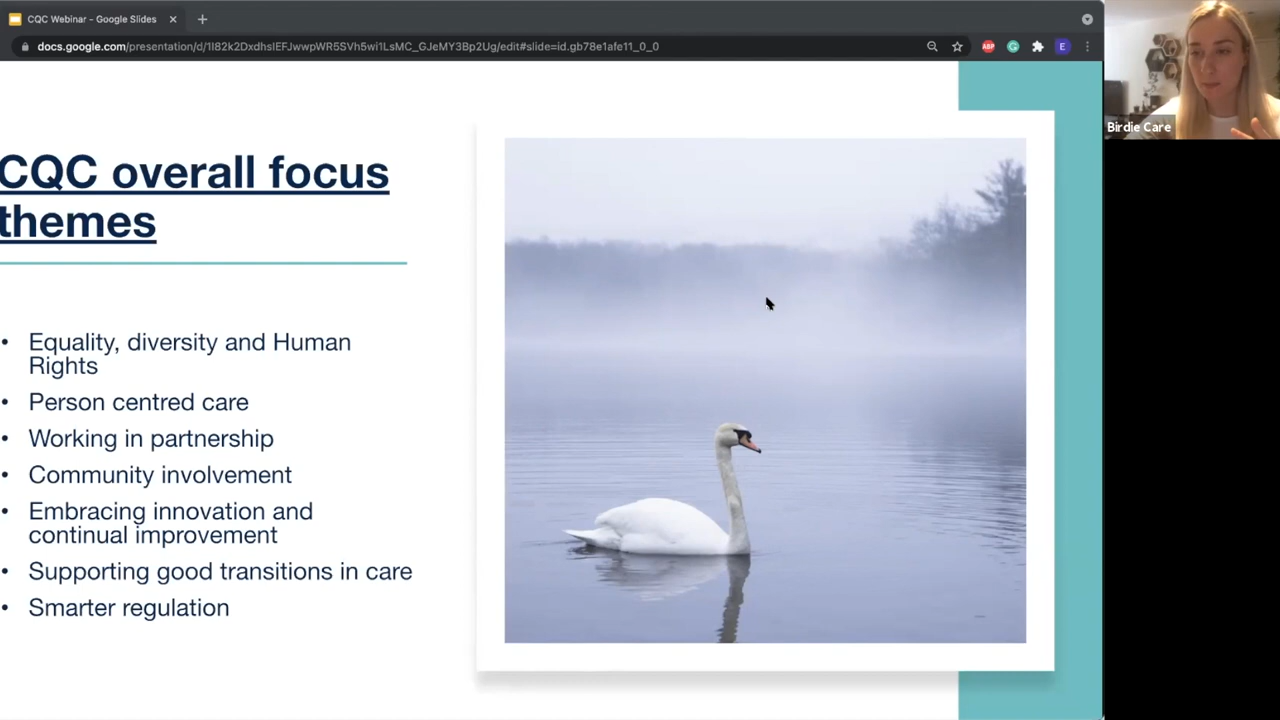 CQC Webinar - Google Slides
docs.google.com/presentation/d/1I82k2DxdhsIEFJwwpWR5SVh5wi1LsMC_GJeMY3Bp2Ug/edit#slide=id.gb78e1afe11_0_0
ABP
G
E
Birdie Care
CQC overall focus
themes
• Equality, diversity and Human
Rights
• Person centred care
• Working in partnership
• Community involvement
• Embracing innovation and
continual improvement
• Supporting good transitions in care
• Smarter regulation